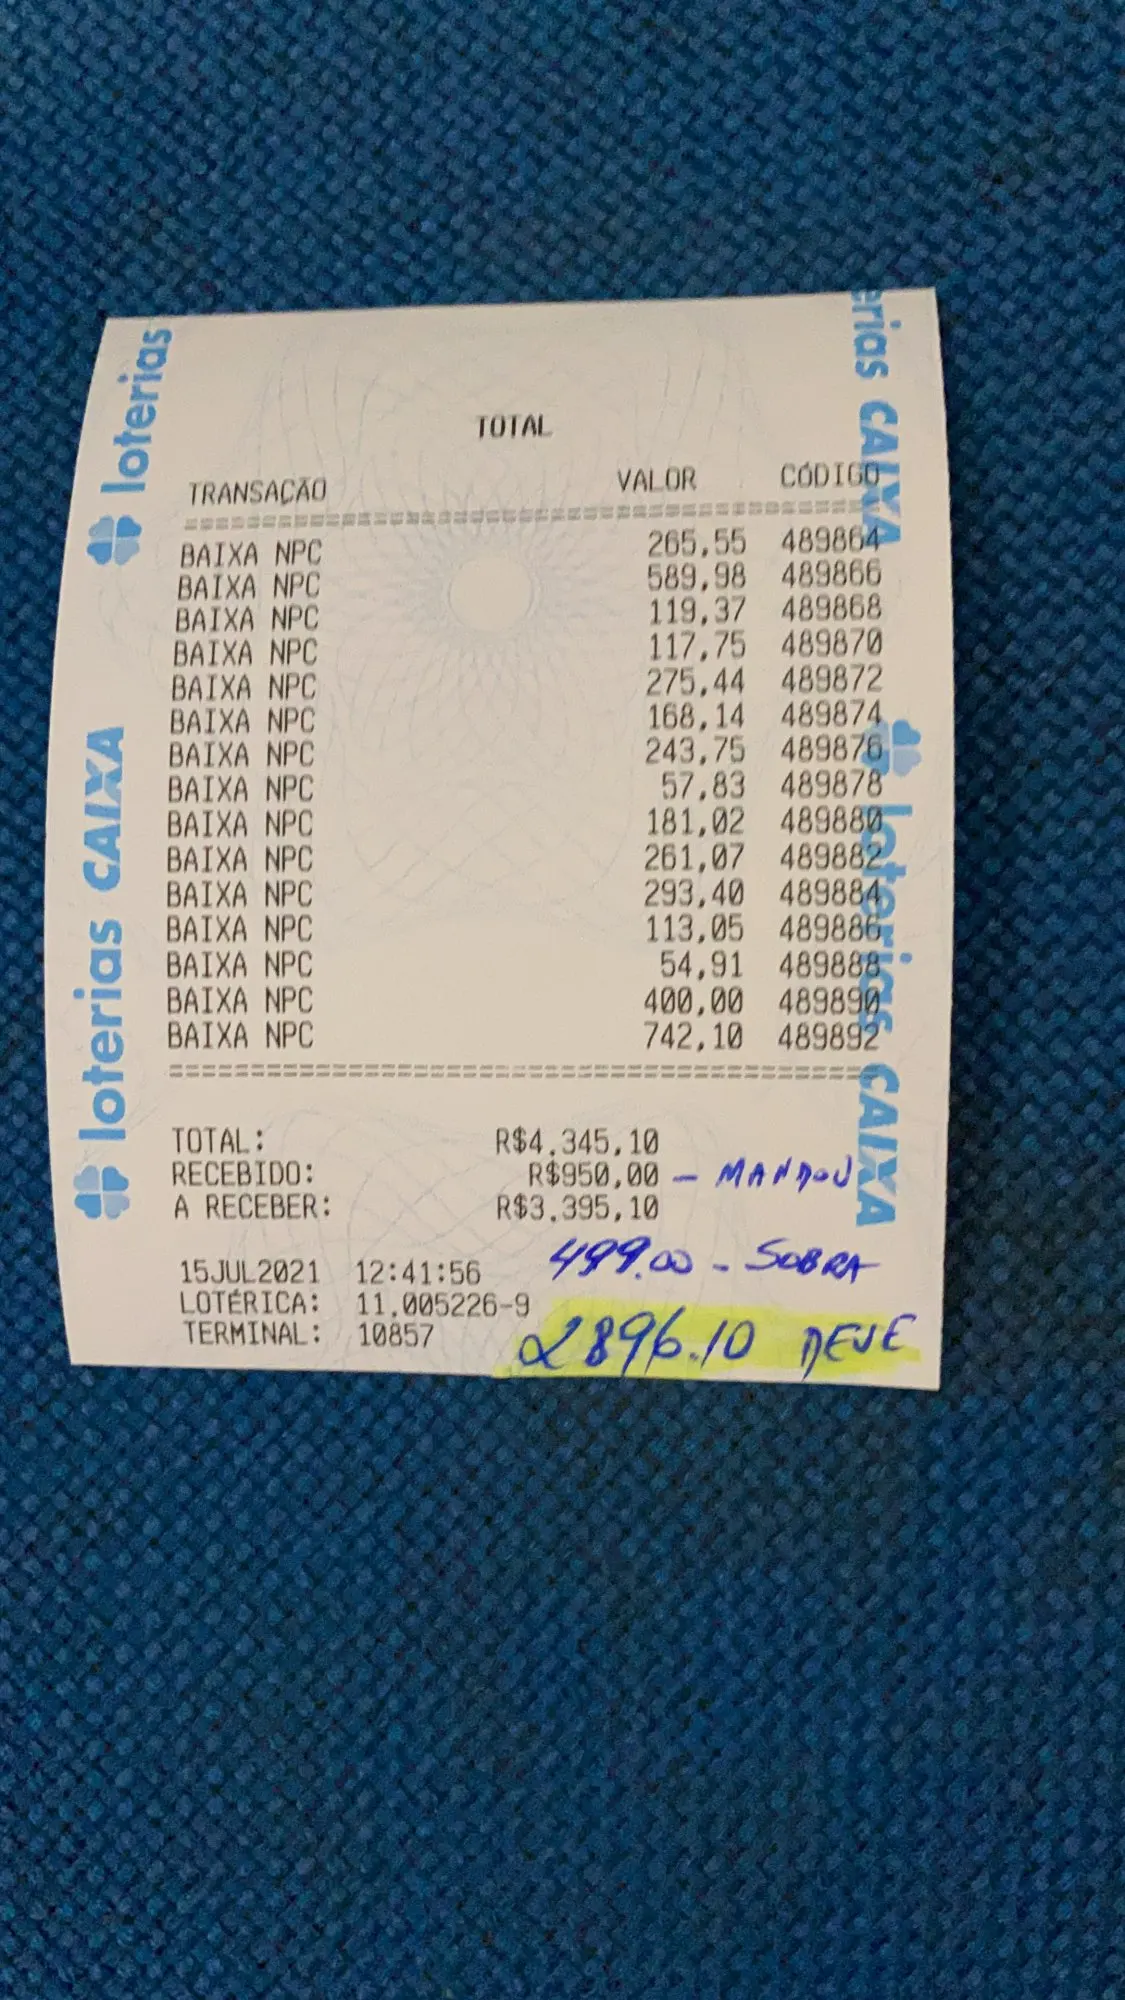 TOTAL
TRANSAÇÃO VALOR CÓDIGO
==========================================
BAIXA NPC 265,55 489864
BAIXA NPC 589,98 489866
BAIXA NPC 119,37 489868
BAIXA NPC 117,75 489870
BAIXA NPC 275,44 489872
BAIXA NPC 168,14 489874
BAIXA NPC 243,75 489876
BAIXA NPC 57,83 489878
BAIXA NPC 181,02 489880
BAIXA NPC 261,07 489882
BAIXA NPC 293,40 489884
BAIXA NPC 113,05 489886
BAIXA NPC 54,91 489888
BAIXA NPC 400,00 489890
BAIXA NPC 742,10 489892
==========================================
TOTAL: R$4.345,10
RECEBIDO: R$950,00 - MANDOU
A RECEBER: R$3.395,10
499.00 - SOBRA
15JUL2021 12:41:56
LOTÉRICA: 11.005226-9
TERMINAL: 10857
2896.10 DEVE
loterias
loterias CAIXA
erias CAIXA
loterias CAIXA